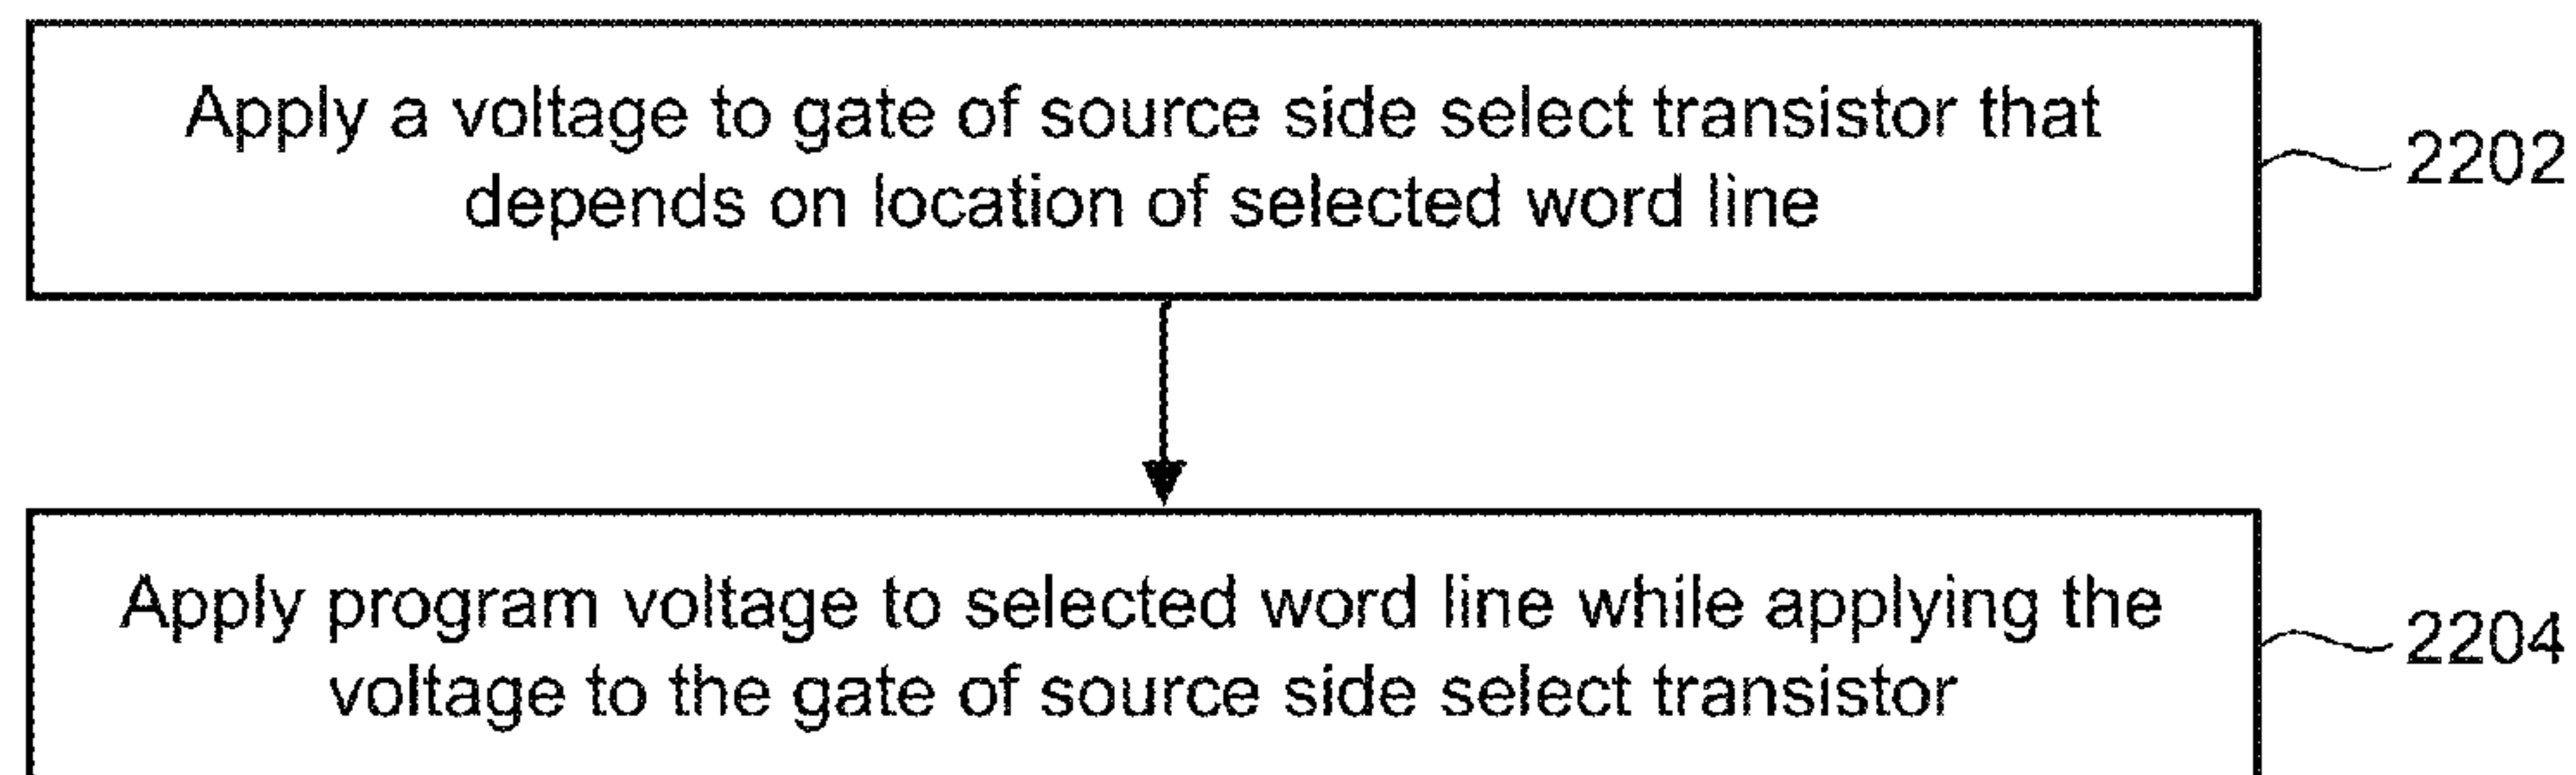 Apply a voltage to gate of source side select transistor that
depends on location of selected word line
2202
Apply program voltage to selected word line while applying the
voltage to the gate of source side select transistor
2204